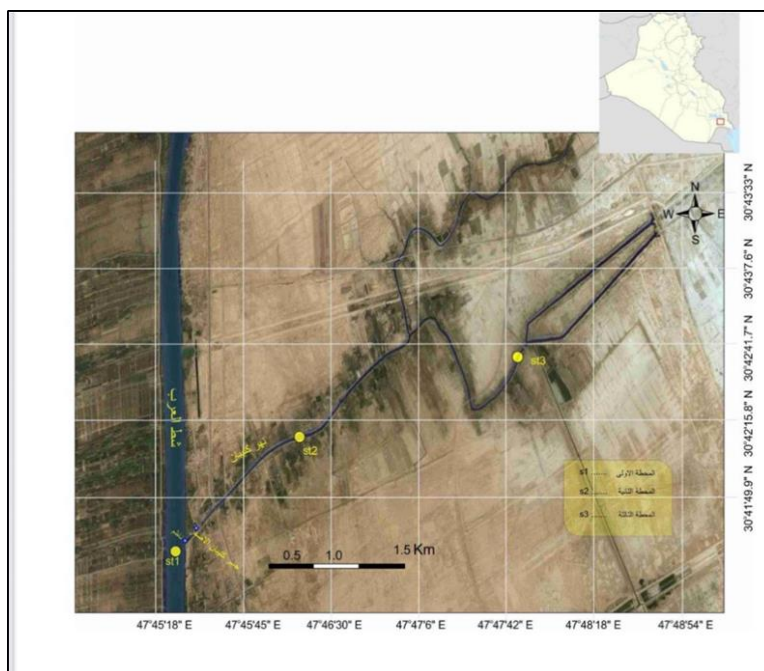 N
W E
S
30°43'33" N
30°43'7.6" N
30°42'41.7" N
30°42'15.8" N
30°41'49.9" N
شط العرب
نهر كتيبان
st1
st2
st3
s1 ...... المحطة الاولى
s2 ...... المحطة الثانية
s3 ...... المحطة الثالثة
0.5 1.0 1.5 Km
47°45'18" E 47°45'45" E 47°46'30" E 47°47'6" E 47°47'42" E 47°48'18" E 47°48'54" E